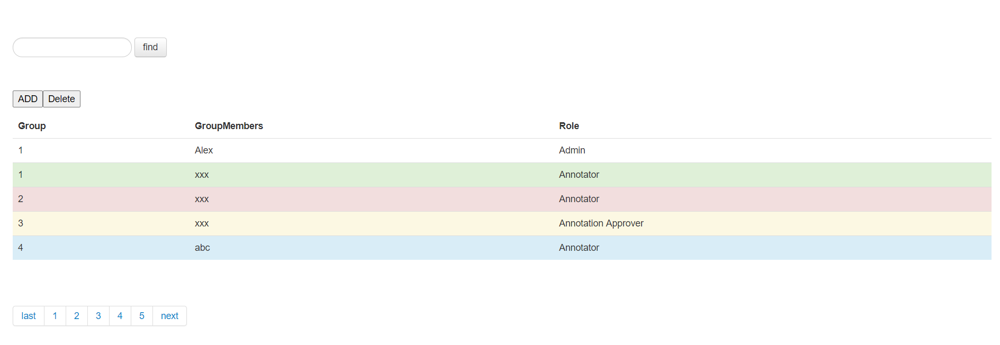 find
ADD Delete
Group GroupMembers Role
1 Alex Admin
1 xxx Annotator
2 xxx Annotator
3 xxx Annotation Approver
4 abc Annotator
last 1 2 3 4 5 next